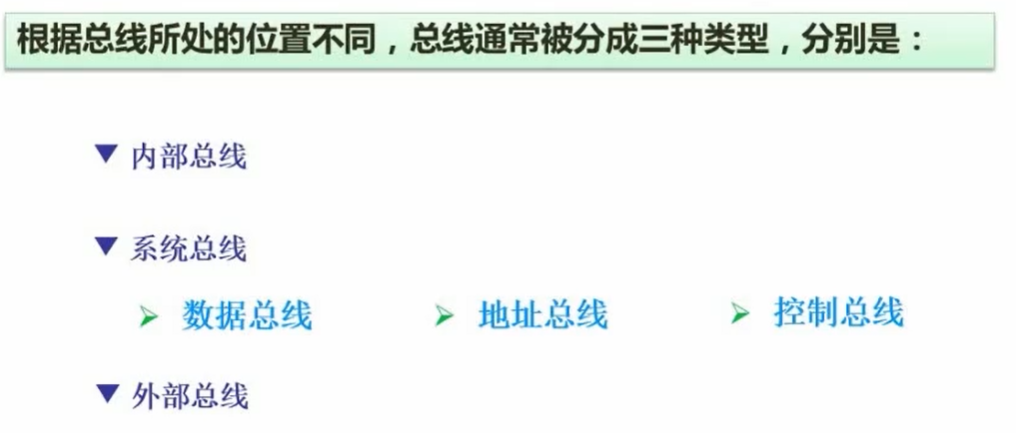 根据总线所处的位置不同，总线通常被分成三种类型，分别是：
内部总线
系统总线
数据总线 地址总线 控制总线
外部总线